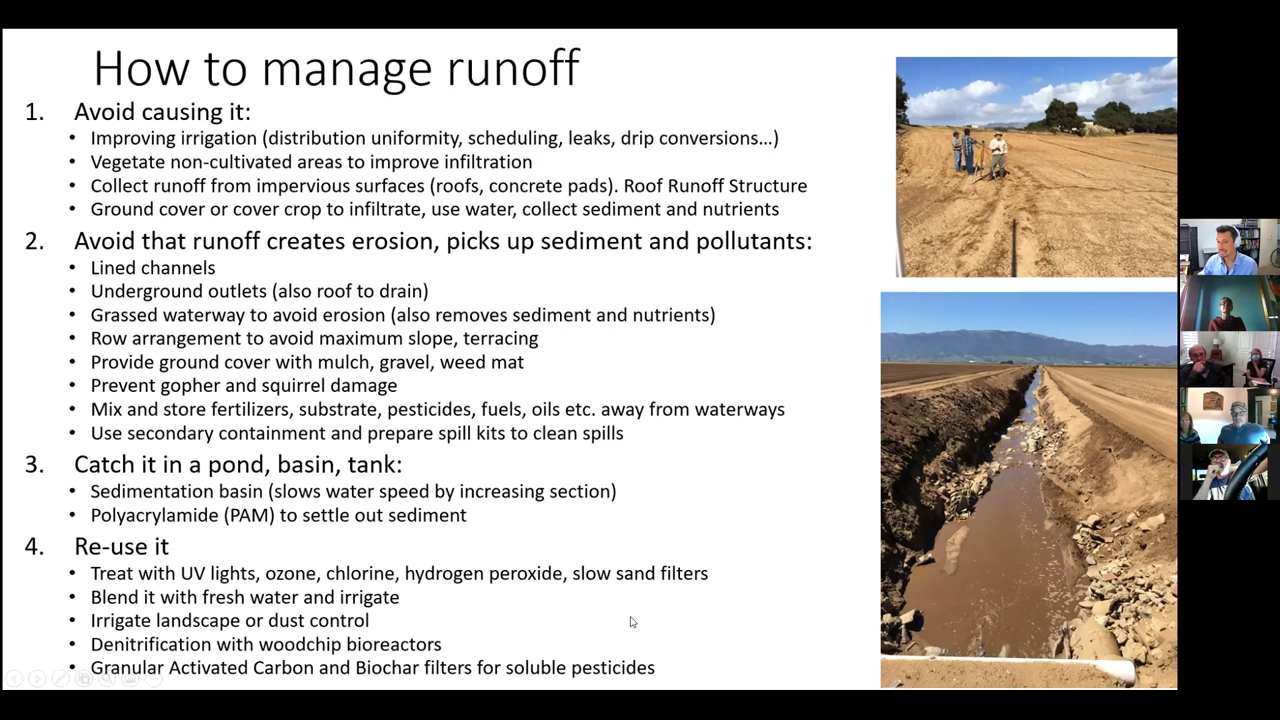 How to manage runoff
1. Avoid causing it:
• Improving irrigation (distribution uniformity, scheduling, leaks, drip conversions…)
• Vegetate non-cultivated areas to improve infiltration
• Collect runoff from impervious surfaces (roofs, concrete pads). Roof Runoff Structure
• Ground cover or cover crop to infiltrate, use water, collect sediment and nutrients
2. Avoid that runoff creates erosion, picks up sediment and pollutants:
• Lined channels
• Underground outlets (also roof to drain)
• Grassed waterway to avoid erosion (also removes sediment and nutrients)
• Row arrangement to avoid maximum slope, terracing
• Provide ground cover with mulch, gravel, weed mat
• Prevent gopher and squirrel damage
• Mix and store fertilizers, substrate, pesticides, fuels, oils etc. away from waterways
• Use secondary containment and prepare spill kits to clean spills
3. Catch it in a pond, basin, tank:
• Sedimentation basin (slows water speed by increasing section)
• Polyacrylamide (PAM) to settle out sediment
4. Re-use it
• Treat with UV lights, ozone, chlorine, hydrogen peroxide, slow sand filters
• Blend it with fresh water and irrigate
• Irrigate landscape or dust control
• Denitrification with woodchip bioreactors
• Granular Activated Carbon and Biochar filters for soluble pesticides